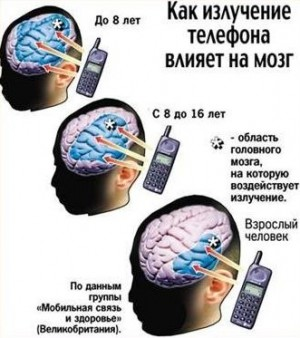 Как излучение
телефона
влияет на мозг
До 8 лет
С 8 до 16 лет
* - область
головного
мозга,
на которую
воздействует
излучение.
Взрослый
человек
По данным
группы
«Мобильная связь
и здоровье»
(Великобритания).